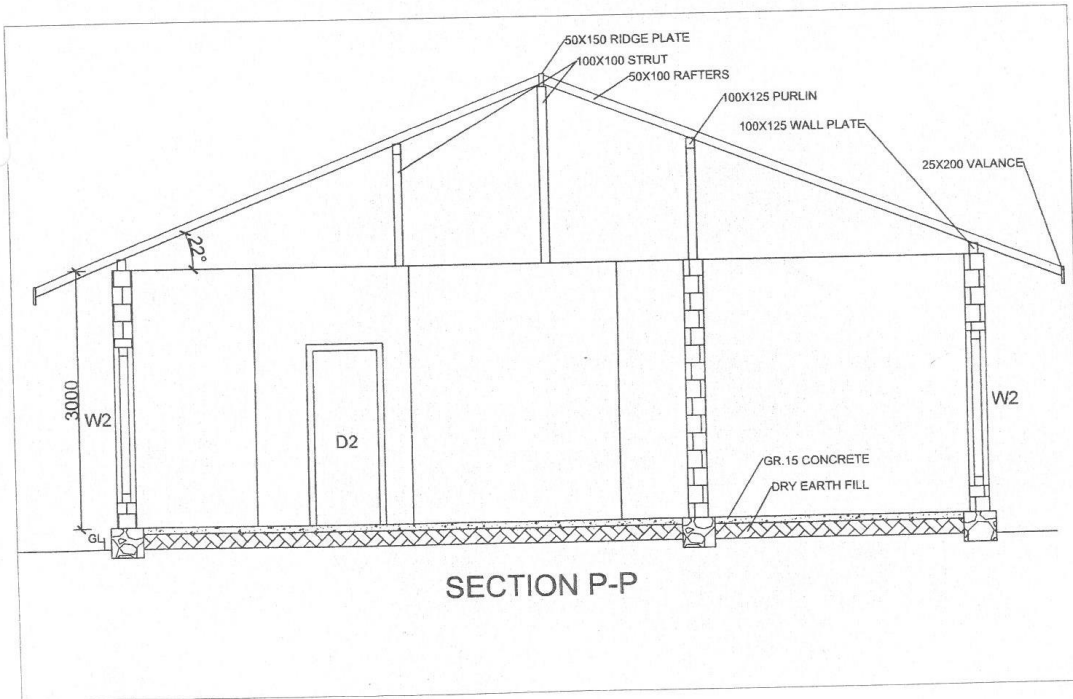 50X150 RIDGE PLATE
100X100 STRUT
50X100 RAFTERS
100X125 PURLIN
100X125 WALL PLATE
25X200 VALANCE
22°
3000
W2
D2
W2
GR.15 CONCRETE
DRY EARTH FILL
GL
SECTION P-P